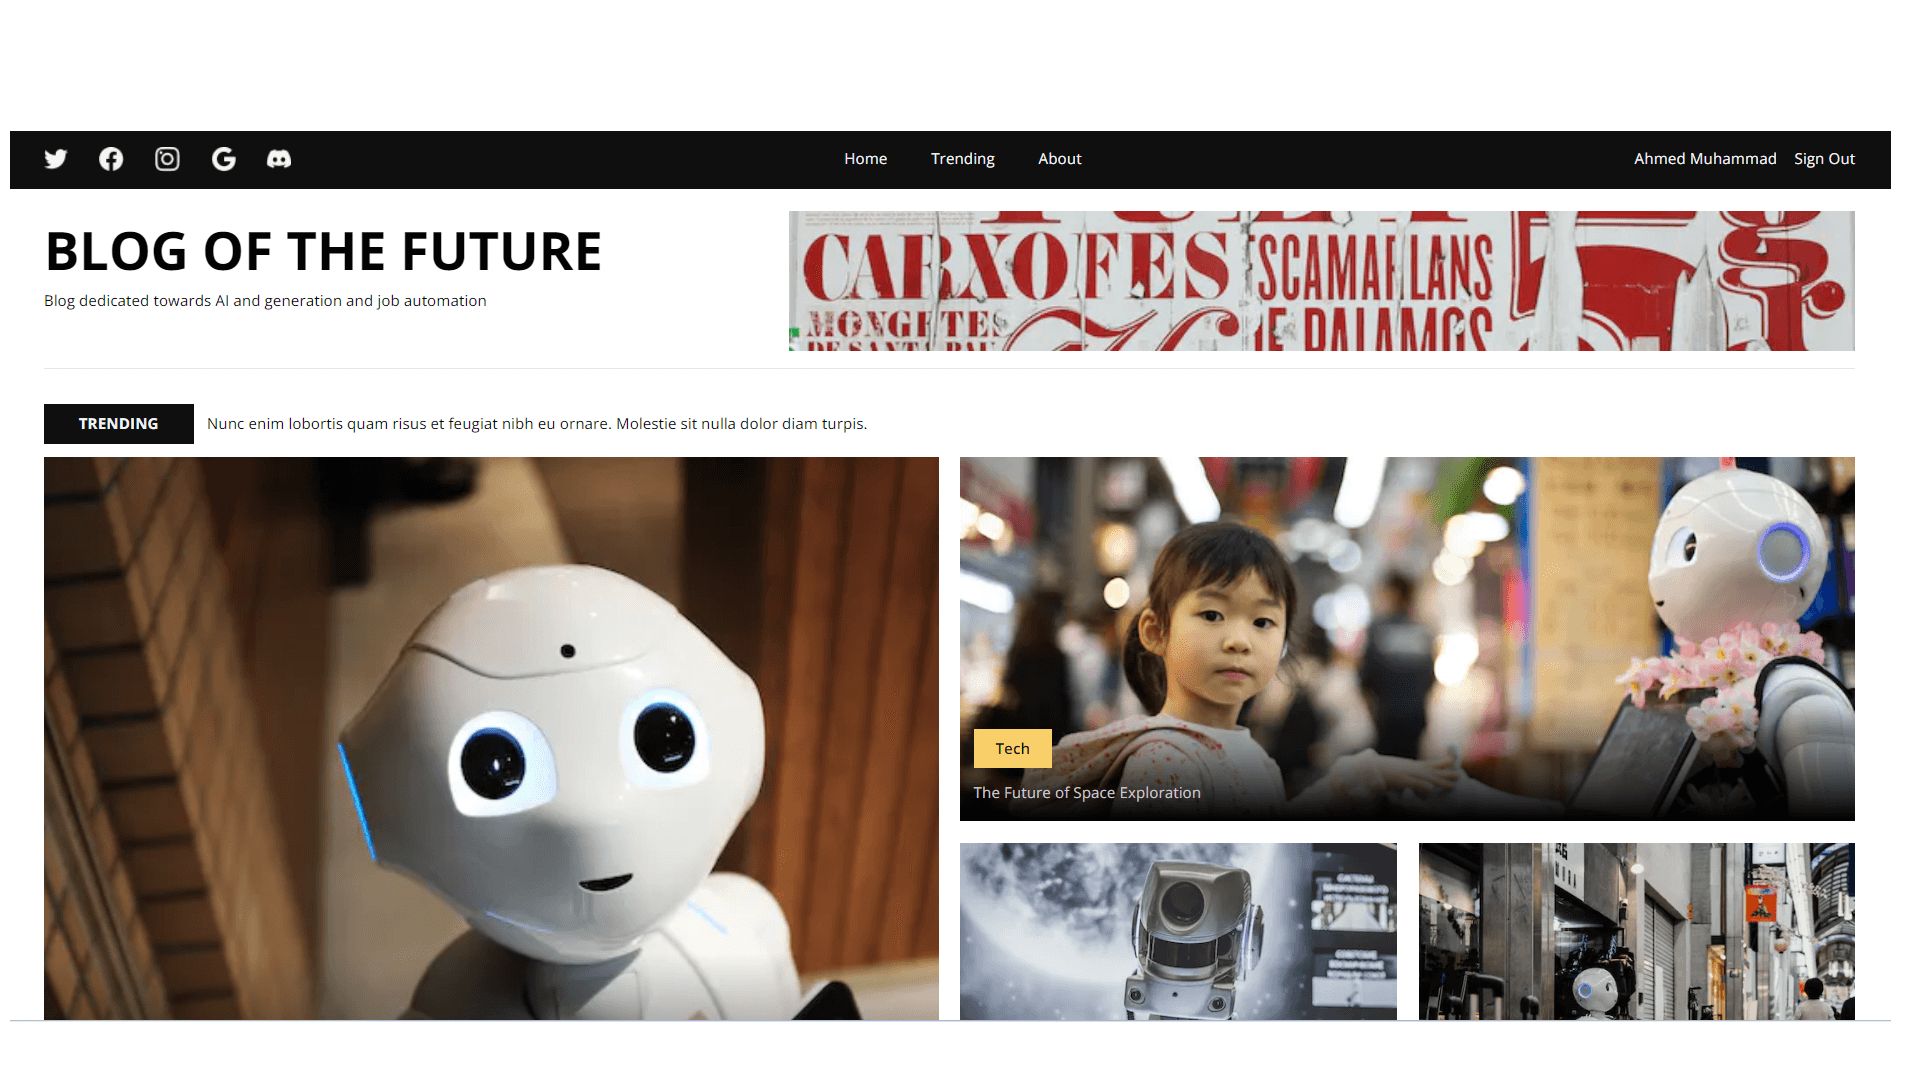 Home Trending About Ahmed Muhammad Sign Out
BLOG OF THE FUTURE
Blog dedicated towards AI and generation and job automation
CARXOFES
MONGETES
DE PALAMÓS
TRENDING Nunc enim lobortis quam risus et feugiat nibh eu ornare. Molestie sit nulla dolor diam turpis.
Tech
The Future of Space Exploration